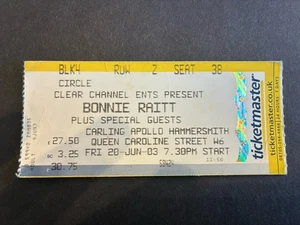 BLK4 ROW 2 SEAT 38
CIRCLE
CLEAR CHANNEL ENTS PRESENT
BONNIE RAITT
PLUS SPECIAL GUESTS
CARLING APOLLO HAMMERSMITH
£27.50 QUEEN CAROLINE STREET W6
BC 3.25 FRI 20-JUN-03 7.30PM START
30.75
ticketmaster
ticketmaster.co.uk